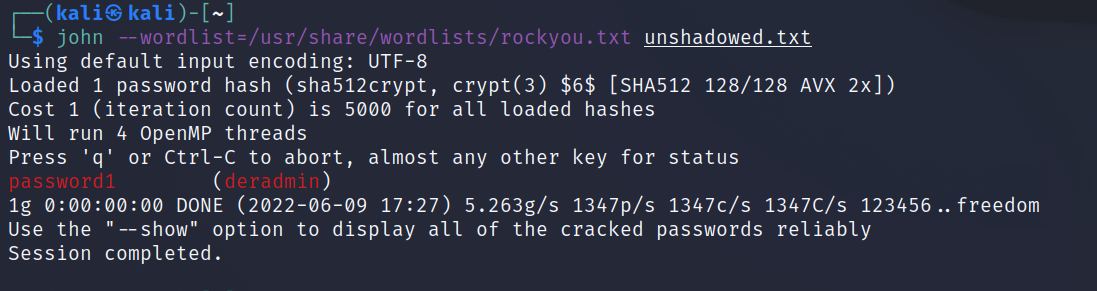 ┌──(kali㉿kali)-[~]
└─$ john --wordlist=/usr/share/wordlists/rockyou.txt unshadowed.txt
Using default input encoding: UTF-8
Loaded 1 password hash (sha512crypt, crypt(3) $6$ [SHA512 128/128 AVX 2x])
Cost 1 (iteration count) is 5000 for all loaded hashes
Will run 4 OpenMP threads
Press 'q' or Ctrl-C to abort, almost any other key for status
password1        (deradmin)
1g 0:00:00:00 DONE (2022-06-09 17:27) 5.263g/s 1347p/s 1347c/s 1347C/s 123456..freedom
Use the "--show" option to display all of the cracked passwords reliably
Session completed.